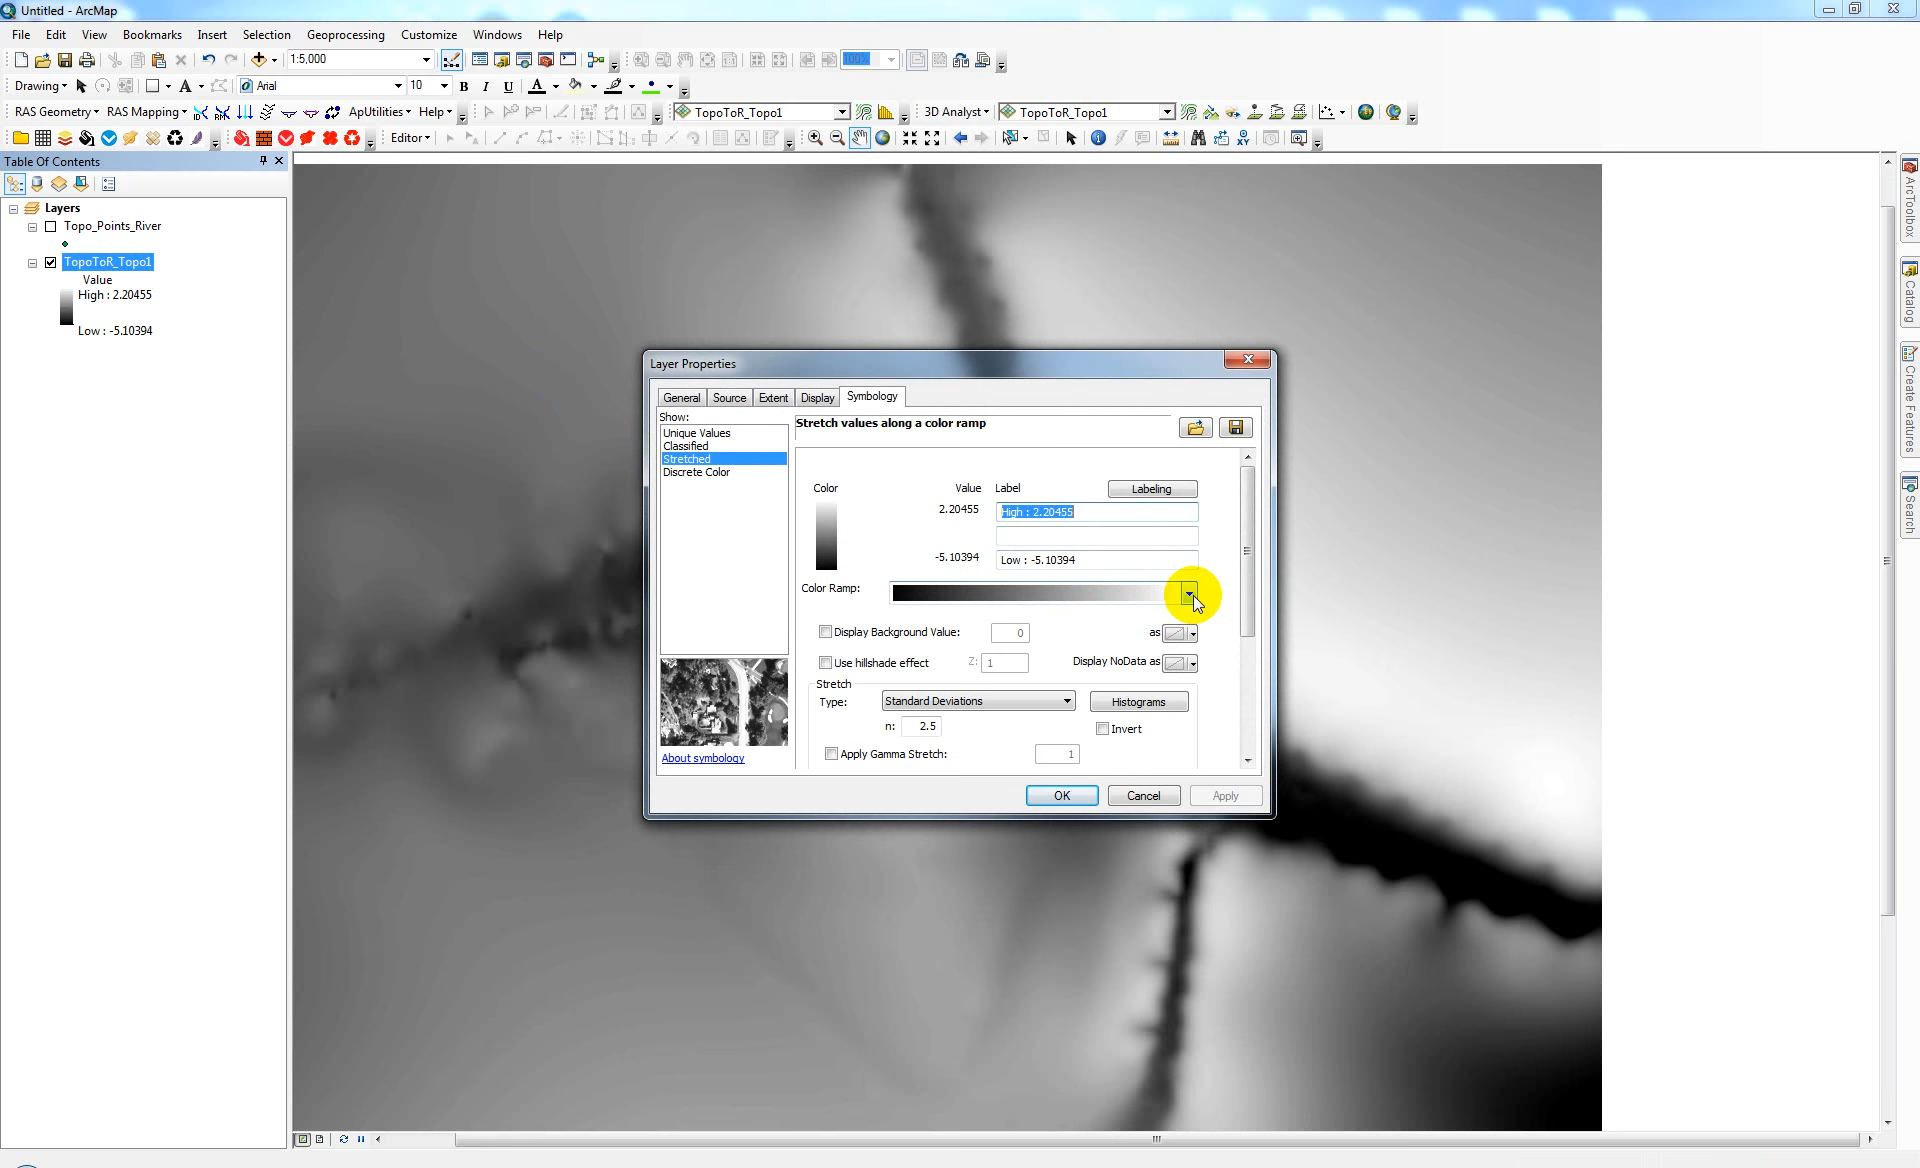 Untitled - ArcMap
File Edit View Bookmarks Insert Selection Geoprocessing Customize Windows Help
1:5,000 100%
Drawing A Arial 10 B I U A
RAS Geometry RAS Mapping ApUtilities Help TopoToR_Topo1 3D Analyst TopoToR_Topo1
Editor
Table Of Contents
Layers
Topo_Points_River
TopoToR_Topo1
Value
High : 2.20455
Low : -5.10394
Layer Properties
General Source Extent Display Symbology
Show:
Unique Values
Classified
Stretched
Discrete Color
About symbology
Stretch values along a color ramp
Color Value Label Labeling
2.20455 High : 2.20455
-5.10394 Low : -5.10394
Color Ramp:
Display Background Value: 0 as
Use hillshade effect Z: 1 Display NoData as
Stretch
Type: Standard Deviations Histograms
n: 2.5 Invert
Apply Gamma Stretch: 1
OK Cancel Apply
ArcToolbox
Catalog
Create Features
Search